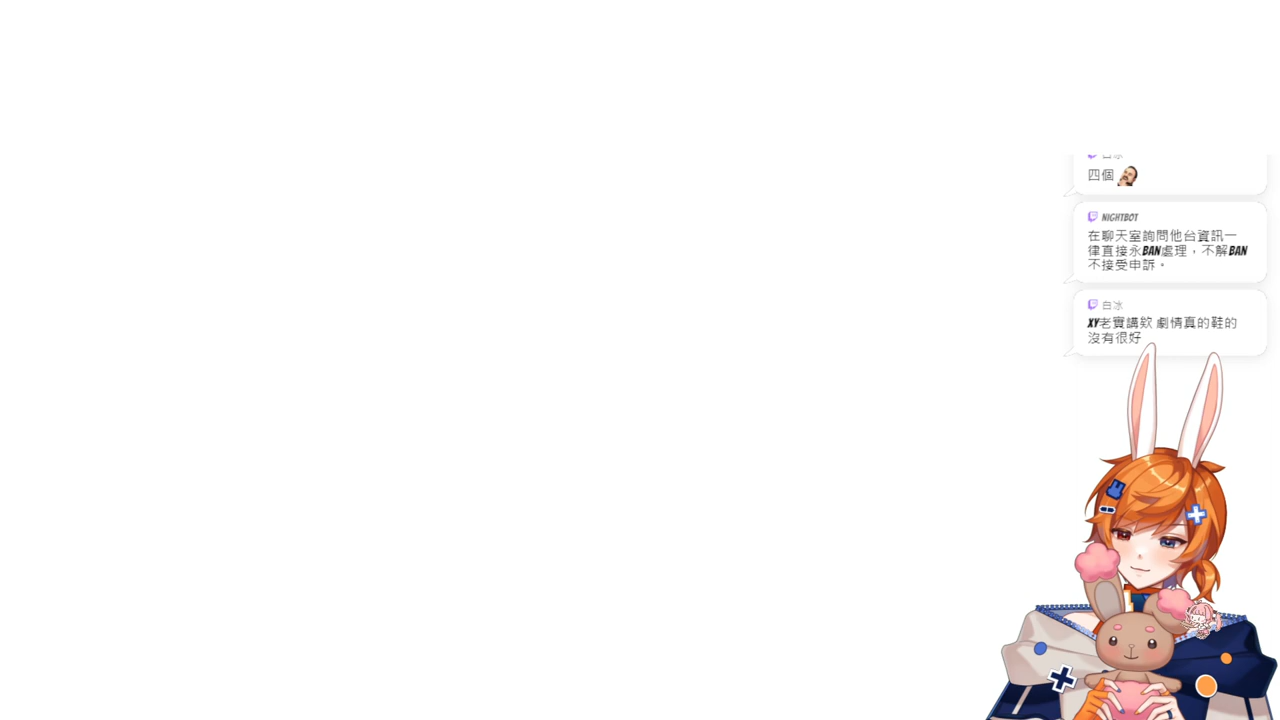 四個
NIGHTBOT
在聊天室詢問他台資訊一
律直接永BAN處理，不解BAN
不接受申訴。
白冰
XY老實講欸 劇情真的鞋的
沒有很好